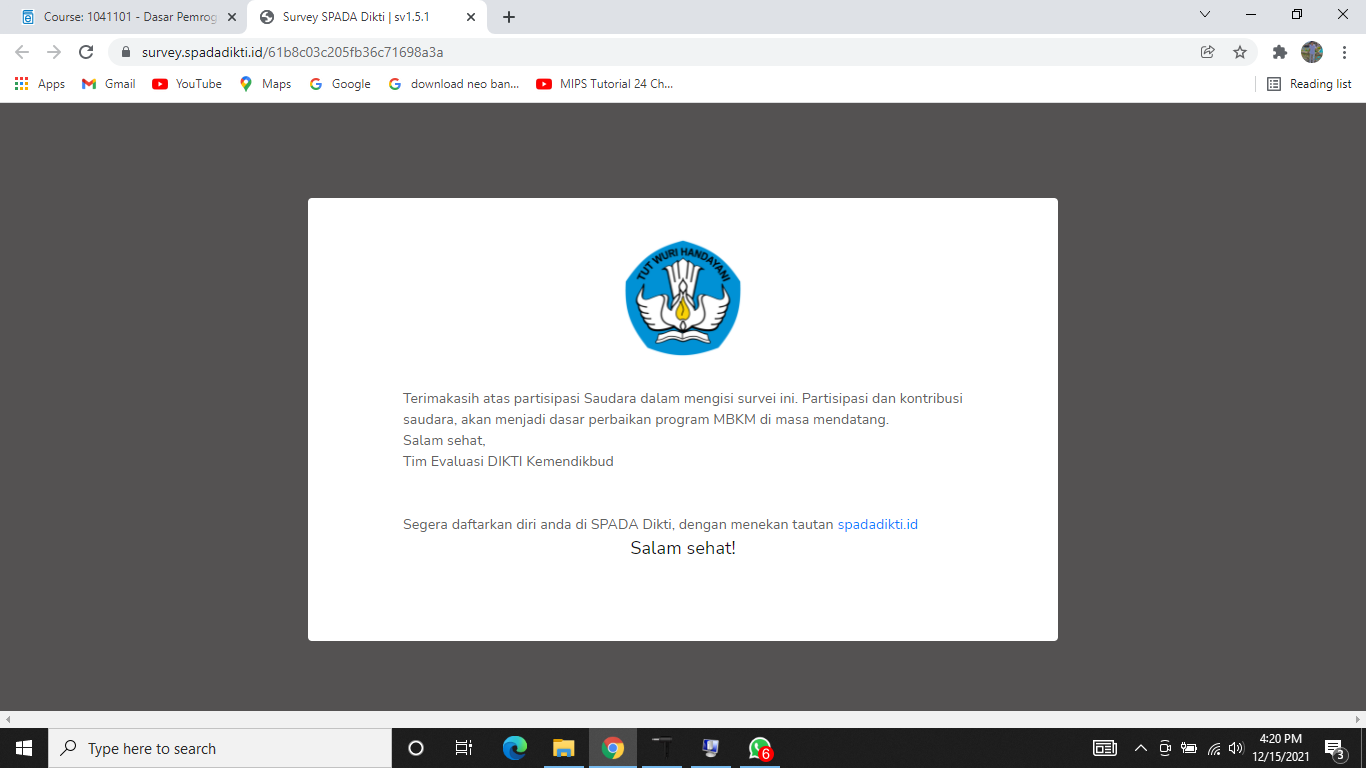 Course: 1041101 - Dasar Pemrog
Survey SPADA Dikti | sv1.5.1
survey.spadadikti.id/61b8c03c205fb36c71698a3a
Apps
Gmail
YouTube
Maps
Google
download neo ban...
MIPS Tutorial 24 Ch...
Reading list
TUT WURI HANDAYANI
Terimakasih atas partisipasi Saudara dalam mengisi survei ini. Partisipasi dan kontribusi
saudara, akan menjadi dasar perbaikan program MBKM di masa mendatang.
Salam sehat,
Tim Evaluasi DIKTI Kemendikbud
Segera daftarkan diri anda di SPADA Dikti, dengan menekan tautan spadadikti.id
Salam sehat!
Type here to search
6
4:20 PM
12/15/2021
3